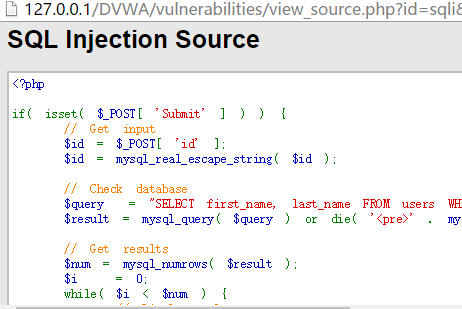 127.0.0.1/DVWA/vulnerabilities/view_source.php?id=sqli&
SQL Injection Source
<?php
if( isset( $_POST[ 'Submit' ] ) ) {
// Get input
$id = $_POST[ 'id' ];
$id = mysql_real_escape_string( $id );
// Check database
$query = "SELECT first_name, last_name FROM users WH
$result = mysql_query( $query ) or die( '<pre>' . my
// Get results
$num = mysql_numrows( $result );
$i = 0;
while( $i < $num ) {